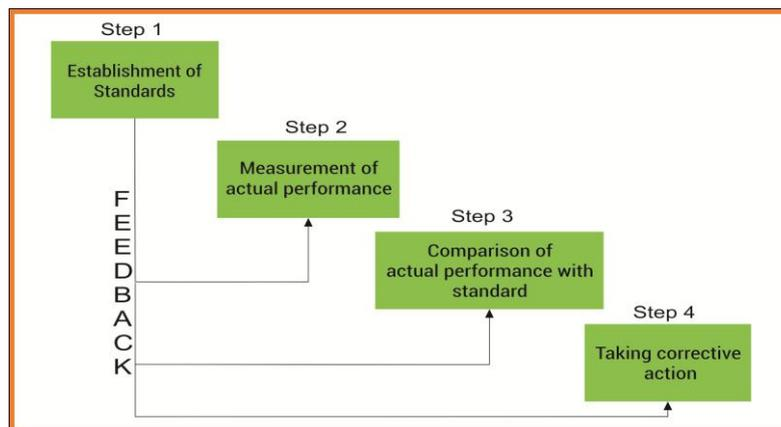 Step 1
Establishment of
Standards
Step 2
Measurement of
actual performance
Step 3
Comparison of
actual performance with
standard
Step 4
Taking corrective
action
F
E
E
D
B
A
C
K